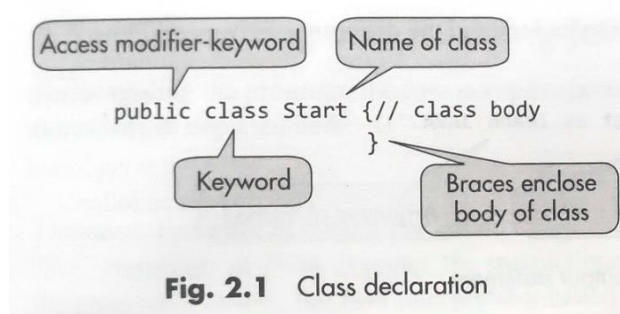 Access modifier-keyword
Name of class
public class Start {// class body
}
Keyword
Braces enclose
body of class
Fig. 2.1 Class declaration